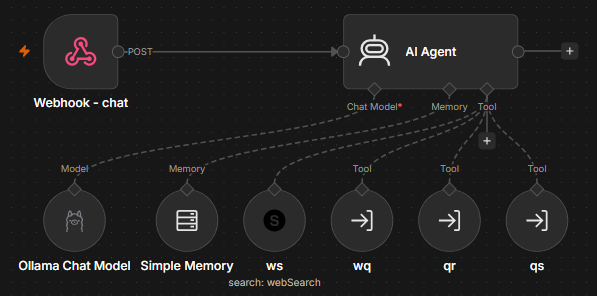 POST
AI Agent
Webhook - chat
Chat Model*
Memory
Tool
Model
Memory
Tool
Tool
Tool
S
Ollama Chat Model
Simple Memory
ws
wq
qr
qs
search: webSearch